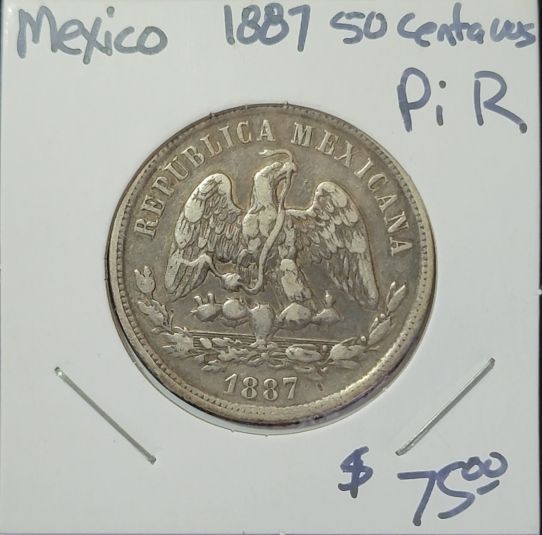 Mexico 1887 50 Centavos
Pi R.
REPUBLICA MEXICANA
1887
$ 75.00